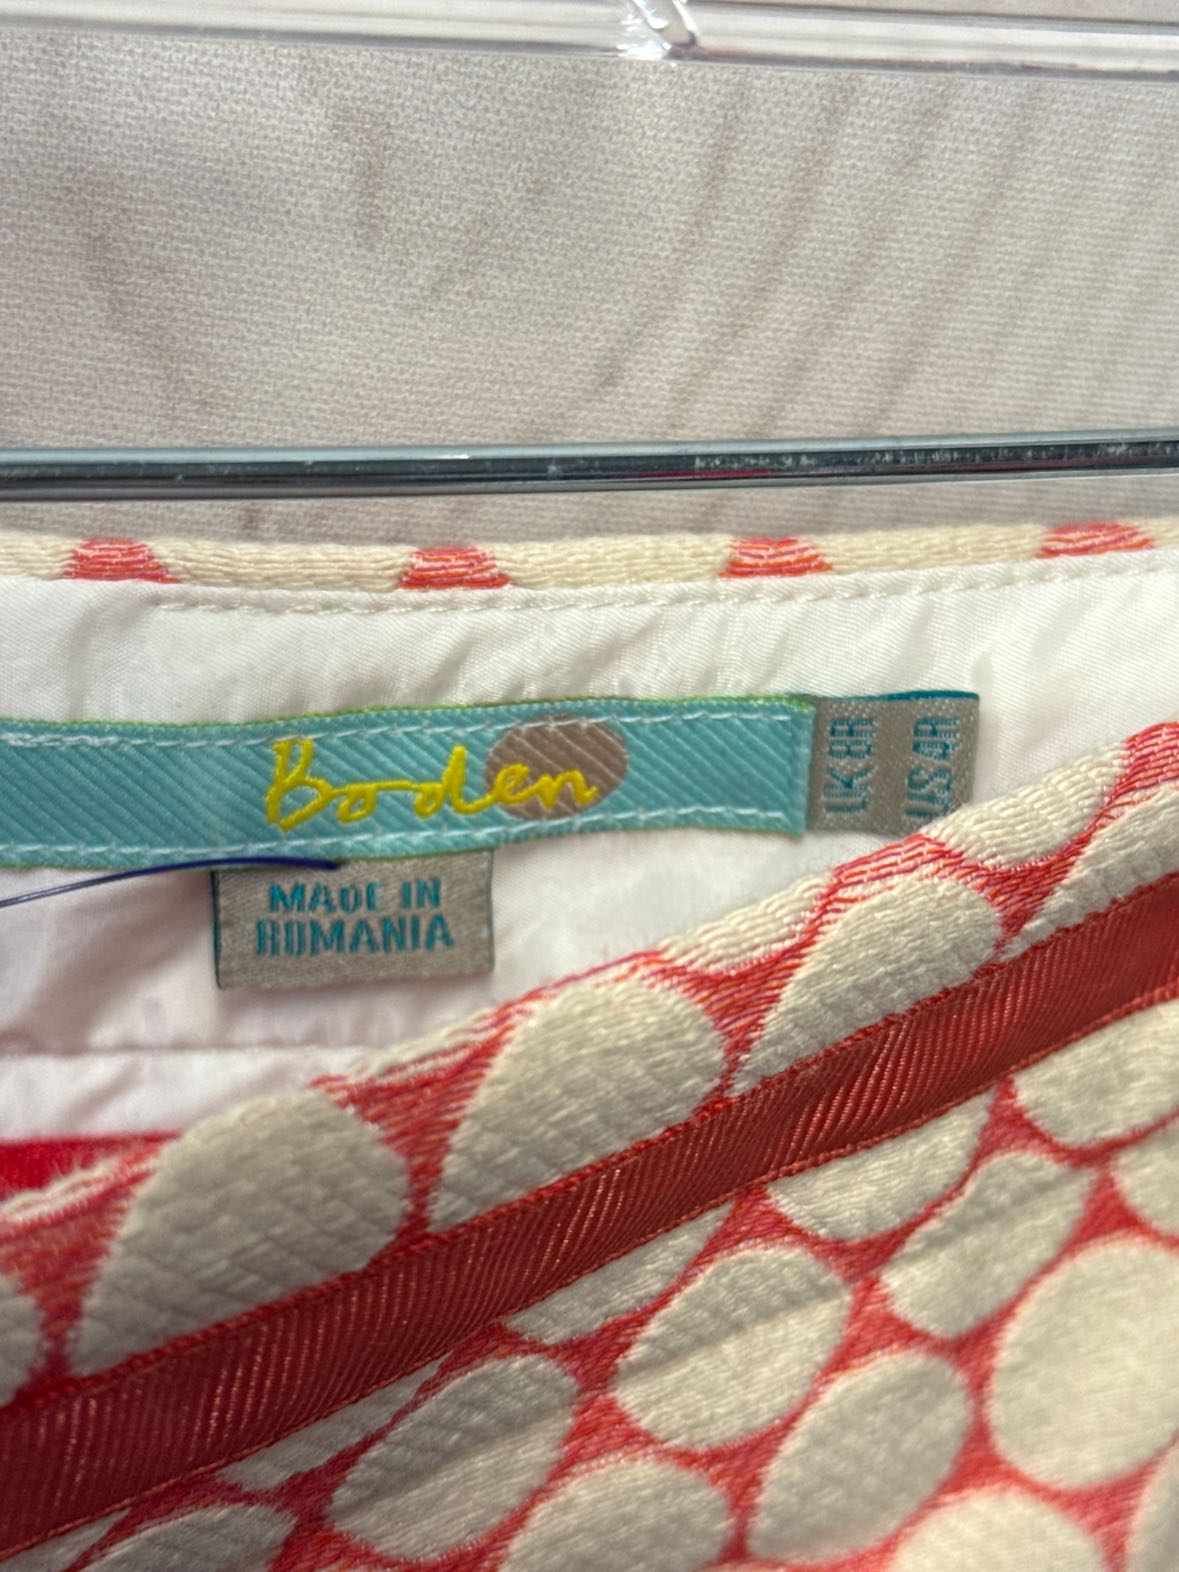 Boden
UK 8R
US 4R
MADE IN
ROMANIA